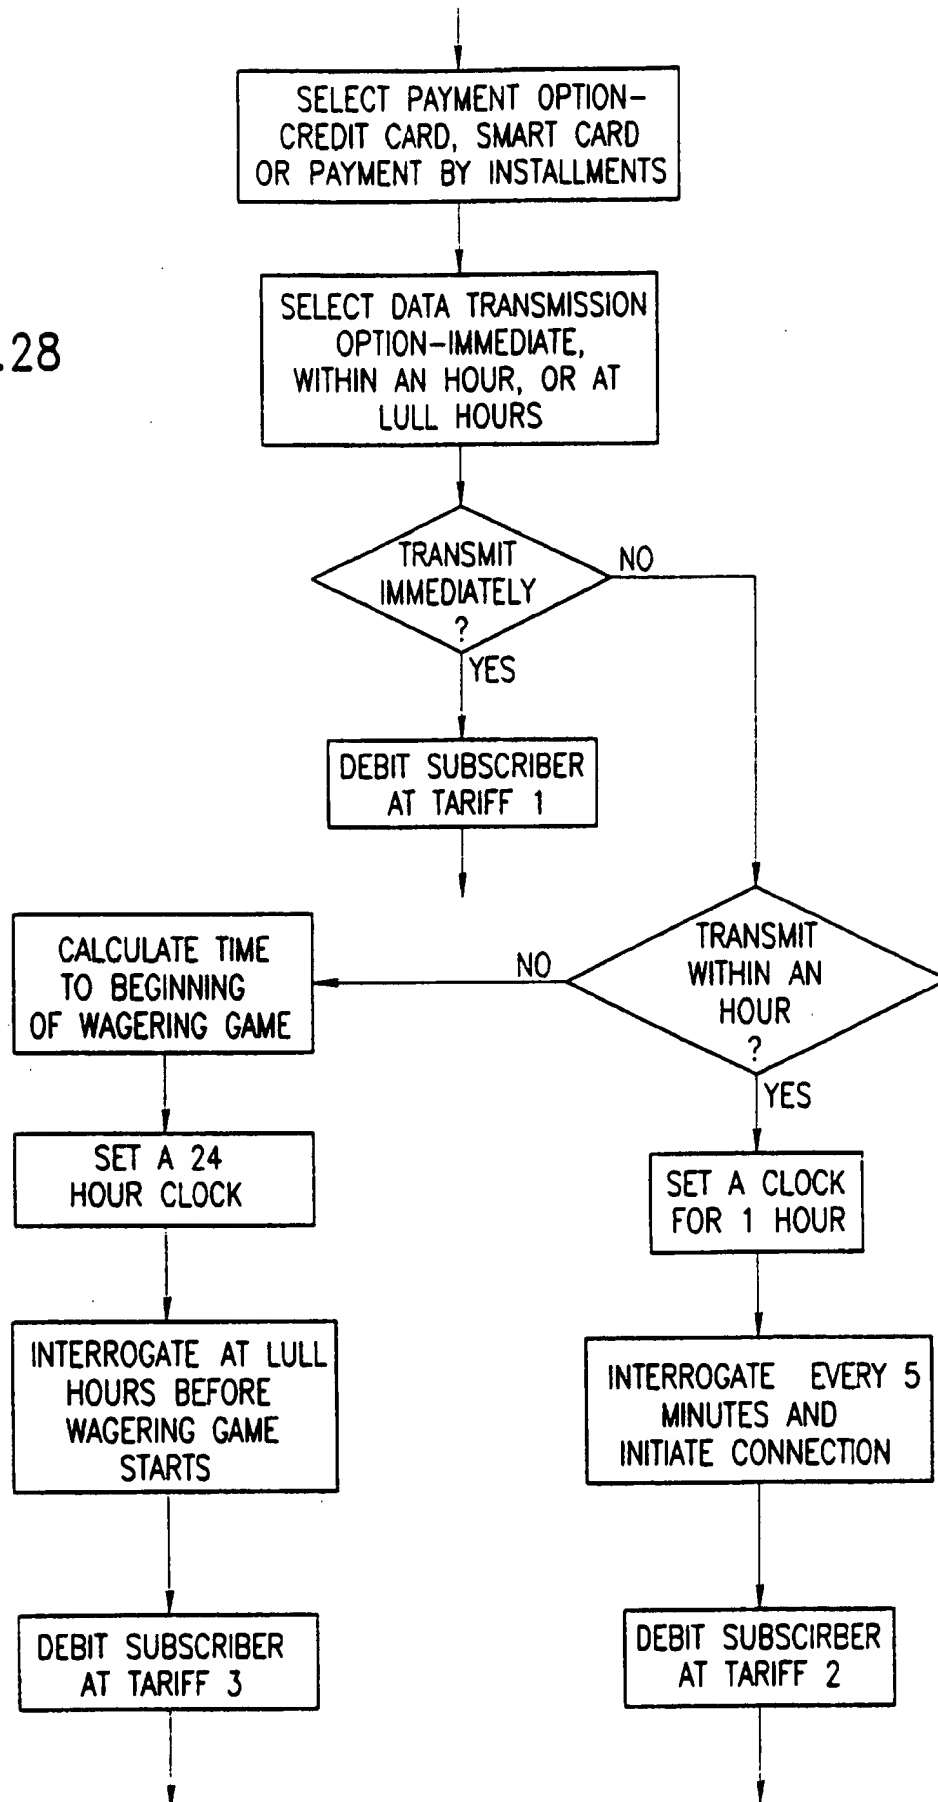 SELECT PAYMENT OPTION-
CREDIT CARD, SMART CARD
OR PAYMENT BY INSTALLMENTS
SELECT DATA TRANSMISSION
OPTION-IMMEDIATE,
WITHIN AN HOUR, OR AT
LULL HOURS
.28
TRANSMIT
IMMEDIATELY
?
NO
YES
DEBIT SUBSCRIBER
AT TARIFF 1
TRANSMIT
WITHIN AN
HOUR
?
NO
YES
CALCULATE TIME
TO BEGINNING
OF WAGERING GAME
SET A 24
HOUR CLOCK
INTERROGATE AT LULL
HOURS BEFORE
WAGERING GAME
STARTS
DEBIT SUBSCRIBER
AT TARIFF 3
SET A CLOCK
FOR 1 HOUR
INTERROGATE EVERY 5
MINUTES AND
INITIATE CONNECTION
DEBIT SUBSCIRBER
AT TARIFF 2